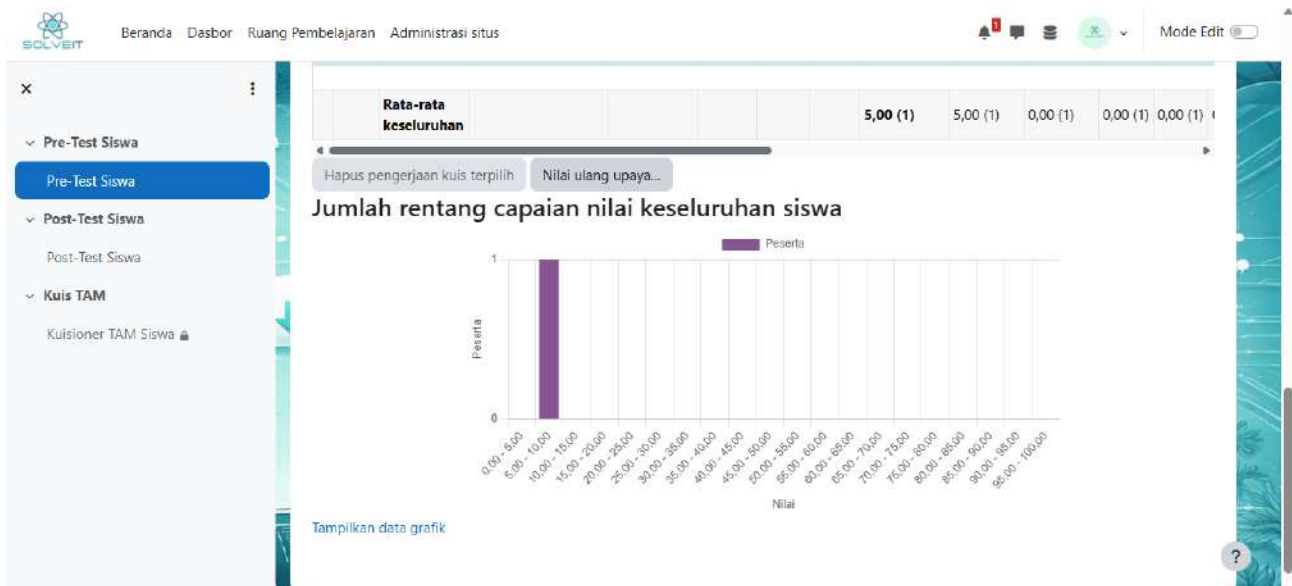 SOLVEIT
Beranda Dasbor Ruang Pembelajaran Administrasi situs
1
Mode Edit
Pre-Test Siswa
Pre-Test Siswa
Post-Test Siswa
Post-Test Siswa
Kuis TAM
Kuisioner TAM Siswa
Rata-rata
keseluruhan
5,00 (1) 5,00 (1) 0,00 (1) 0,00 (1) 0,00 (1)
Hapus pengerjaan kuis terpilih Nilai ulang upaya...
Jumlah rentang capaian nilai keseluruhan siswa
Peserta
1
Peserta
0
0.00 - 5.00 5.00 - 10.00 10.00 - 15.00 15.00 - 20.00 20.00 - 25.00 25.00 - 30.00 30.00 - 35.00 35.00 - 40.00 40.00 - 45.00 45.00 - 50.00 50.00 - 55.00 55.00 - 60.00 60.00 - 65.00 65.00 - 70.00 70.00 - 75.00 75.00 - 80.00 80.00 - 85.00 85.00 - 90.00 90.00 - 95.00 95.00 - 100.00
Nilai
Tampilkan data grafik
?